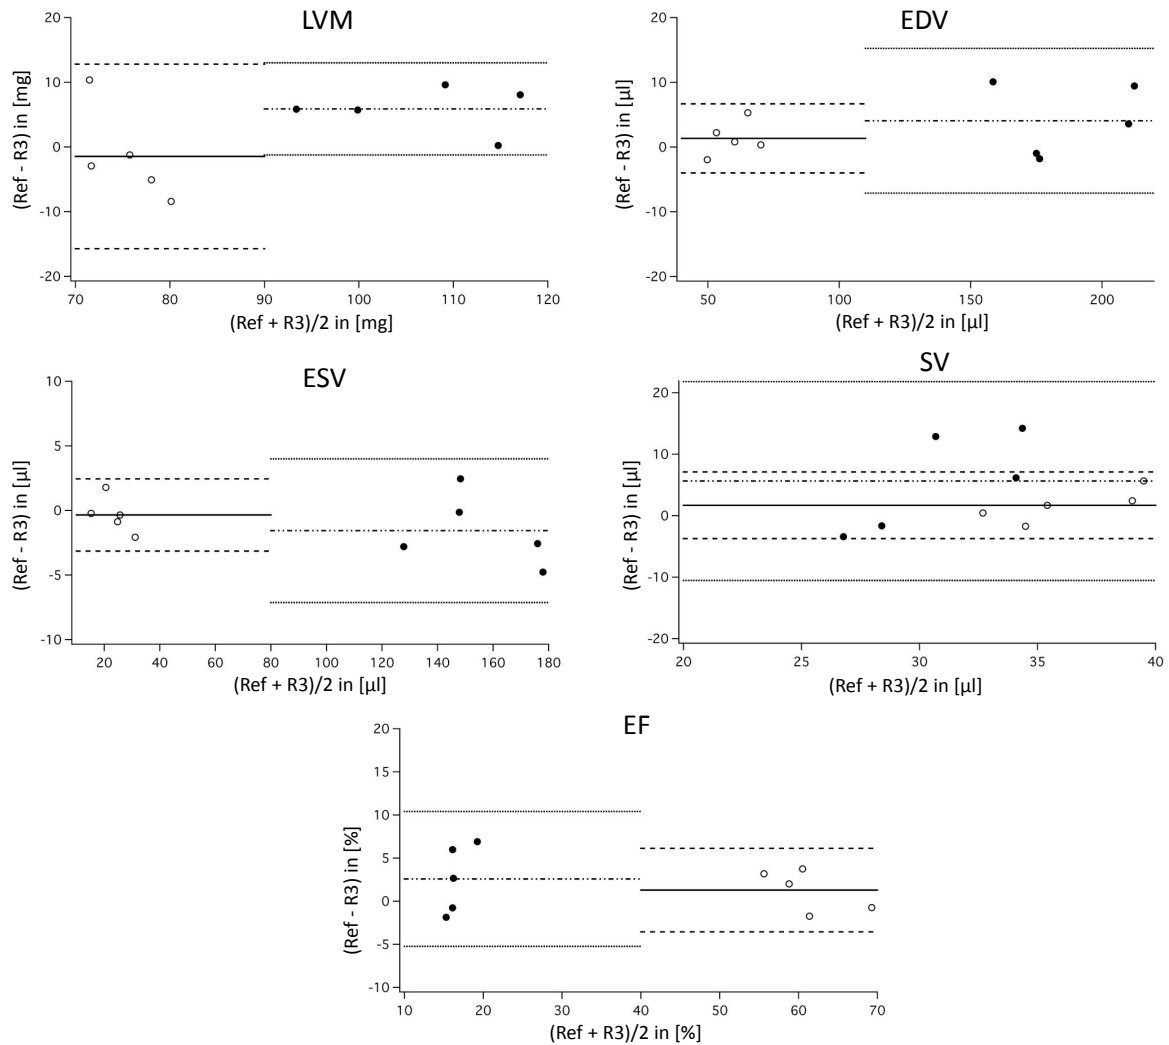 LVM
20
10
0
-10
-20
(Ref - R3) in [mg]
70 80 90 100 110 120
(Ref + R3)/2 in [mg]
EDV
20
10
0
-10
-20
(Ref - R3) in [µl]
50 100 150 200
(Ref + R3)/2 in [µl]
ESV
10
5
0
-5
-10
(Ref - R3) in [µl]
20 40 60 80 100 120 140 160 180
(Ref + R3)/2 in [µl]
SV
20
10
0
-10
-20
(Ref - R3) in [µl]
20 25 30 35 40
(Ref + R3)/2 in [µl]
EF
20
15
10
5
0
-5
-10
(Ref - R3) in [%]
10 20 30 40 50 60 70
(Ref + R3)/2 in [%]